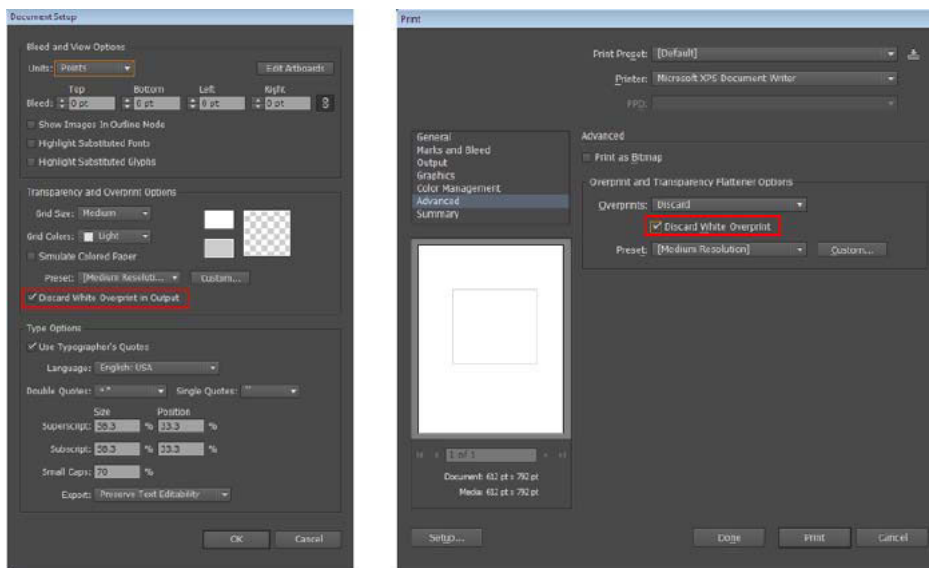 Document Setup
Bleed and View Options
Units: Points
Edit Artboards
Top Bottom Left Right
Bleed: 0 pt 0 pt 0 pt 0 pt
Show Images In Outline Mode
Highlight Substituted Fonts
Highlight Substituted Glyphs
Transparency and Overprint Options
Grid Size: Medium
Grid Colors: Light
Simulate Colored Paper
Preset: [Medium Resoluti... Custom...
Discard White Overprint in Output
Type Options
Use Typographer's Quotes
Language: English: USA
Double Quotes: Single Quotes:
Size Position
Superscript: 58.3 % 33.3 %
Subscript: 58.3 % 33.3 %
Small Caps: 70 %
Export: Preserve Text Editability
OK Cancel
Print
Print Preset: [Default]
Printer: Microsoft XPS Document Writer
PPD:
General
Marks and Bleed
Output
Graphics
Color Management
Advanced
Summary
Advanced
Print as Bitmap
Overprint and Transparency Flattener Options
Overprints: Discard
Discard White Overprint
Preset: [Medium Resolution] Custom...
1 of 1
Document: 612 pt x 792 pt
Media: 612 pt x 792 pt
Setup... Done Print Cancel